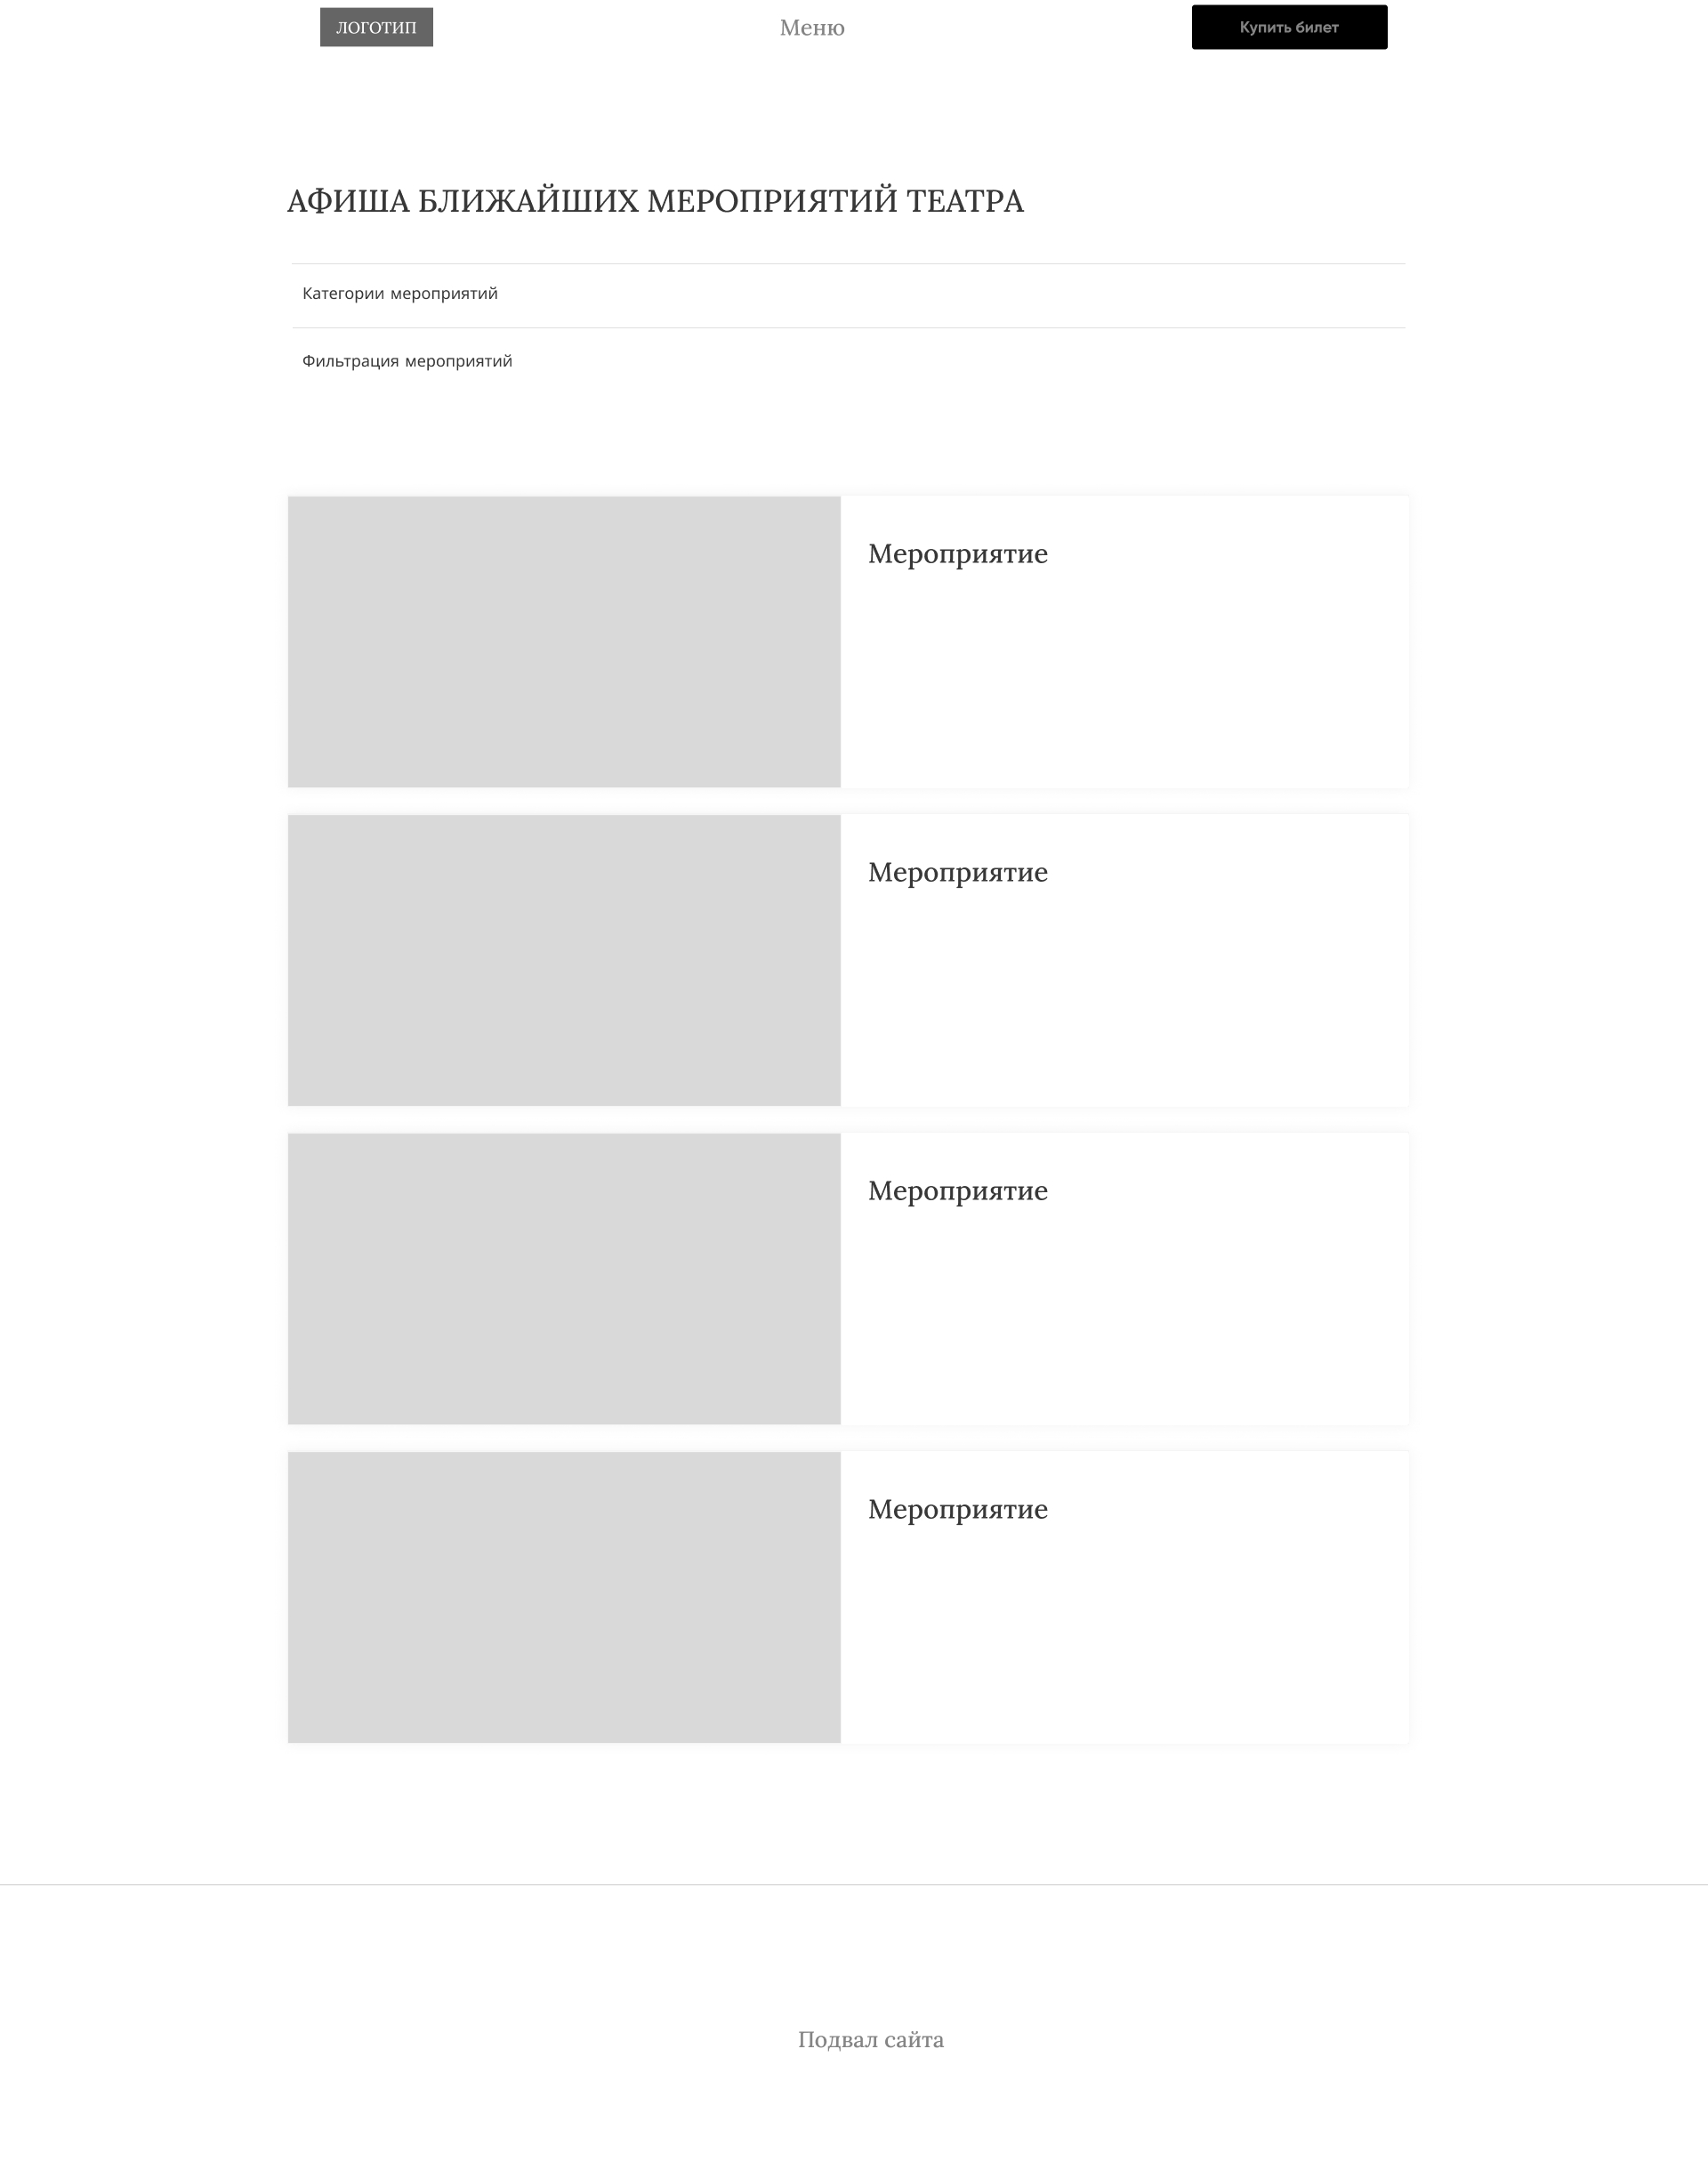 ЛОГОТИП
Меню
Купить билет
АФИША БЛИЖАЙШИХ МЕРОПРИЯТИЙ ТЕАТРА
Категории мероприятий
Фильтрация мероприятий
Мероприятие
Мероприятие
Мероприятие
Мероприятие
Подвал сайта